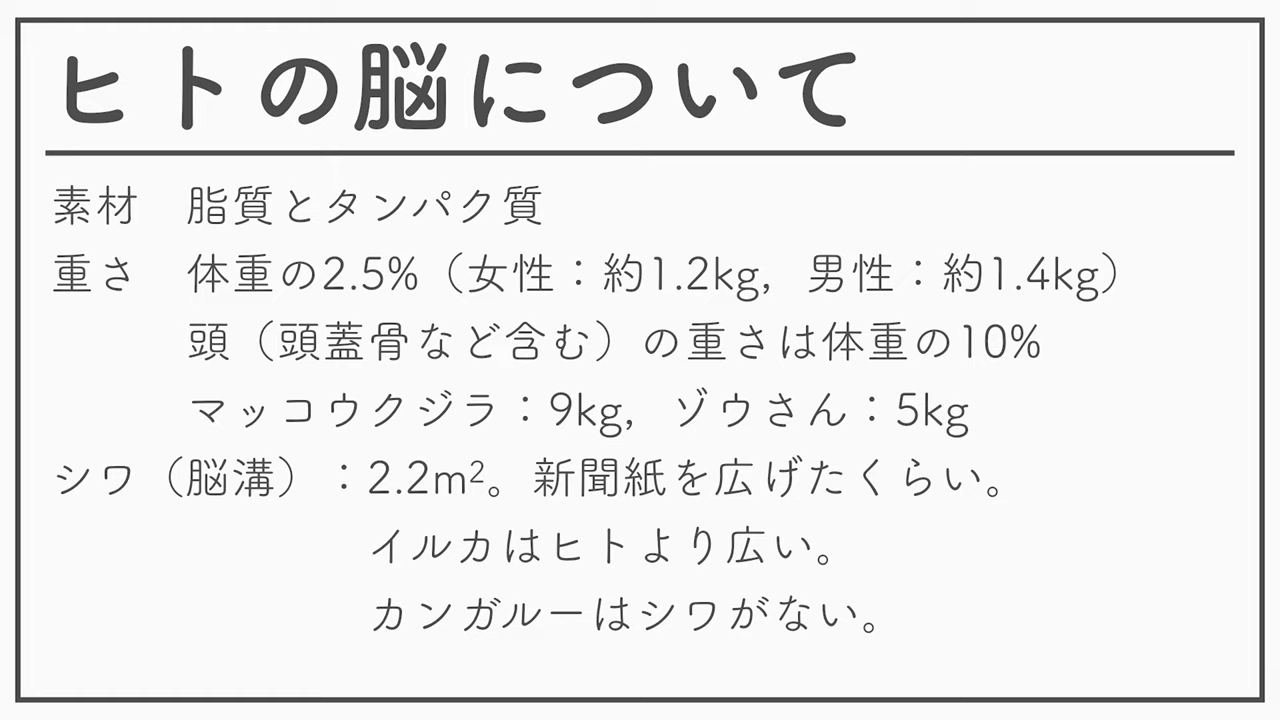 ヒトの脳について
素材　脂質とタンパク質
重さ　体重の2.5%（女性：約1.2kg, 男性：約1.4kg）
頭（頭蓋骨など含む）の重さは体重の10%
マッコウクジラ：9kg, ゾウさん：5kg
シワ（脳溝）：2.2m²。新聞紙を広げたくらい。
イルカはヒトより広い。
カンガルーはシワがない。